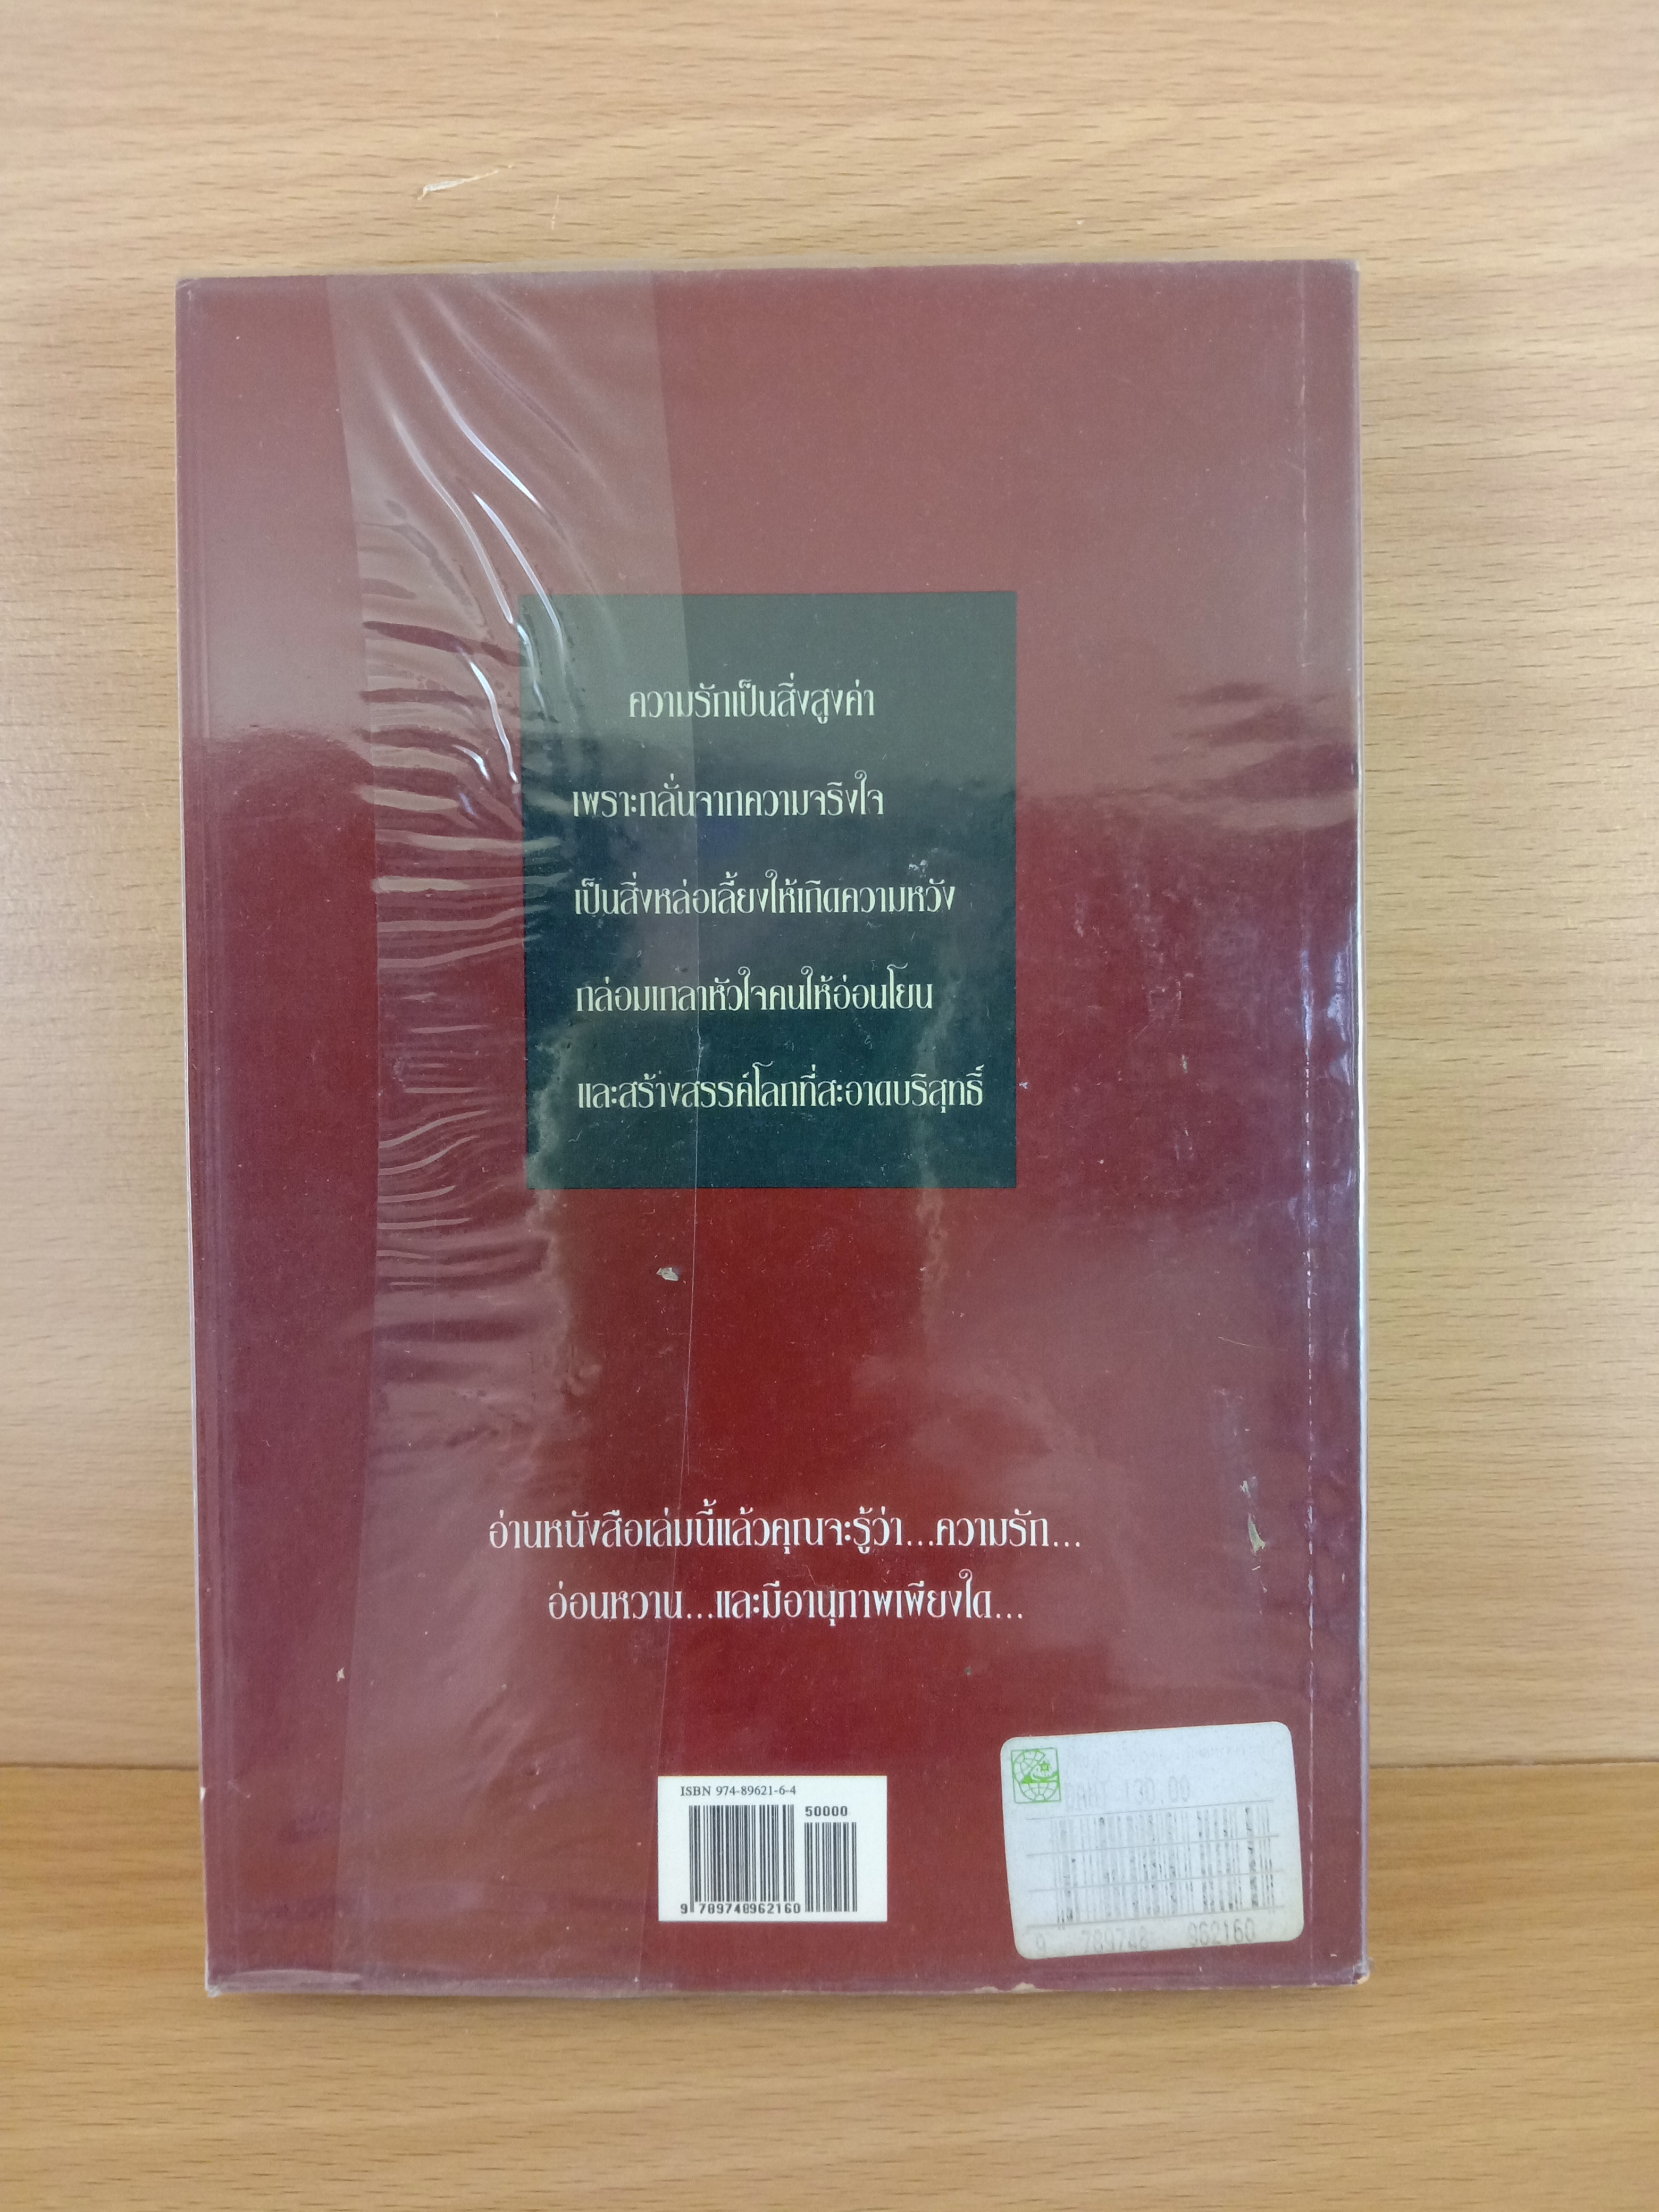 ความรักเป็นสิ่งสูงค่า
เพราะกลั่นจากความจริงใจ
เป็นสิ่งหล่อเลี้ยงให้เกิดความหวัง
กล่อมเกลาหัวใจคนให้อ่อนโยน
และสร้างสรรค์โลกที่สะอาดบริสุทธิ์
อ่านหนังสือเล่มนี้แล้วคุณจะรู้ว่า...ความรัก...
อ่อนหวาน...และมีอานุภาพเพียงใด...
ISBN 974-89621-6-4
50000
9 789748 962160
BAHT 130.00
9 789748 962160